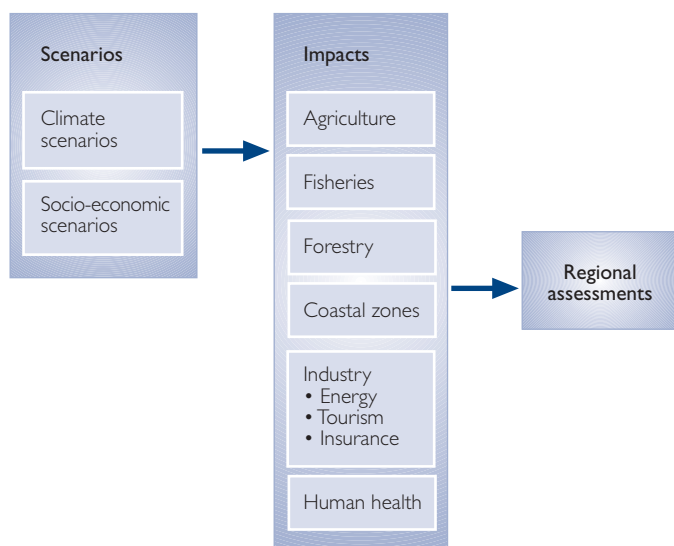 Scenarios
Climate
scenarios
Socio-economic
scenarios
Impacts
Agriculture
Fisheries
Forestry
Coastal zones
Industry
• Energy
• Tourism
• Insurance
Human health
Regional
assessments